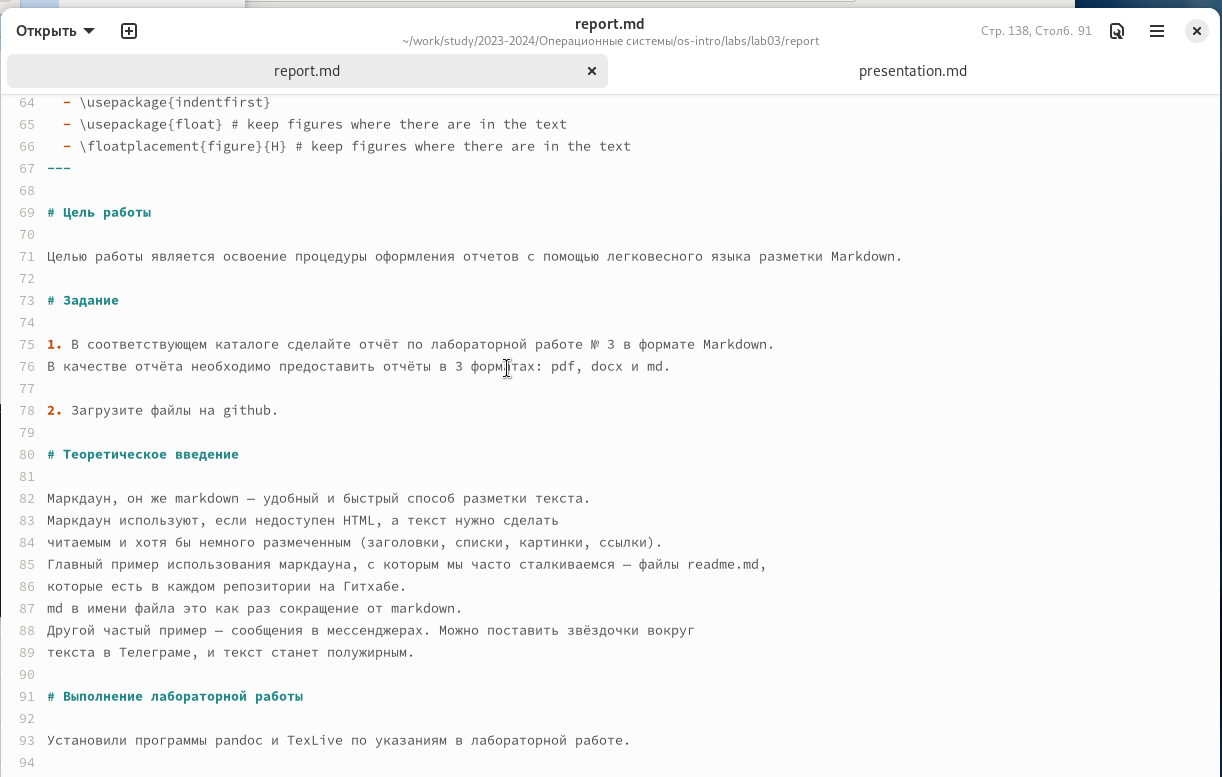 Открыть
report.md
~/work/study/2023-2024/Операционные системы/os-intro/labs/lab03/report
Стр. 138, Столб. 91
report.md
presentation.md
64 - \usepackage{indentfirst}
65 - \usepackage{float} # keep figures where there are in the text
66 - \floatplacement{figure}{H} # keep figures where there are in the text
67 ---
68
69 # Цель работы
70
71 Целью работы является освоение процедуры оформления отчетов с помощью легковесного языка разметки Markdown.
72
73 # Задание
74
75 1. В соответствующем каталоге сделайте отчёт по лабораторной работе № 3 в формате Markdown.
76 В качестве отчёта необходимо предоставить отчёты в 3 форматах: pdf, docx и md.
77
78 2. Загрузите файлы на github.
79
80 # Теоретическое введение
81
82 Маркдаун, он же markdown — удобный и быстрый способ разметки текста.
83 Маркдаун используют, если недоступен HTML, а текст нужно сделать
84 читаемым и хотя бы немного размеченным (заголовки, списки, картинки, ссылки).
85 Главный пример использования маркдауна, с которым мы часто сталкиваемся — файлы readme.md,
86 которые есть в каждом репозитории на Гитхабе.
87 md в имени файла это как раз сокращение от markdown.
88 Другой частый пример — сообщения в мессенджерах. Можно поставить звёздочки вокруг
89 текста в Телеграме, и текст станет полужирным.
90
91 # Выполнение лабораторной работы
92
93 Установили программы pandoc и TexLive по указаниям в лабораторной работе.
94